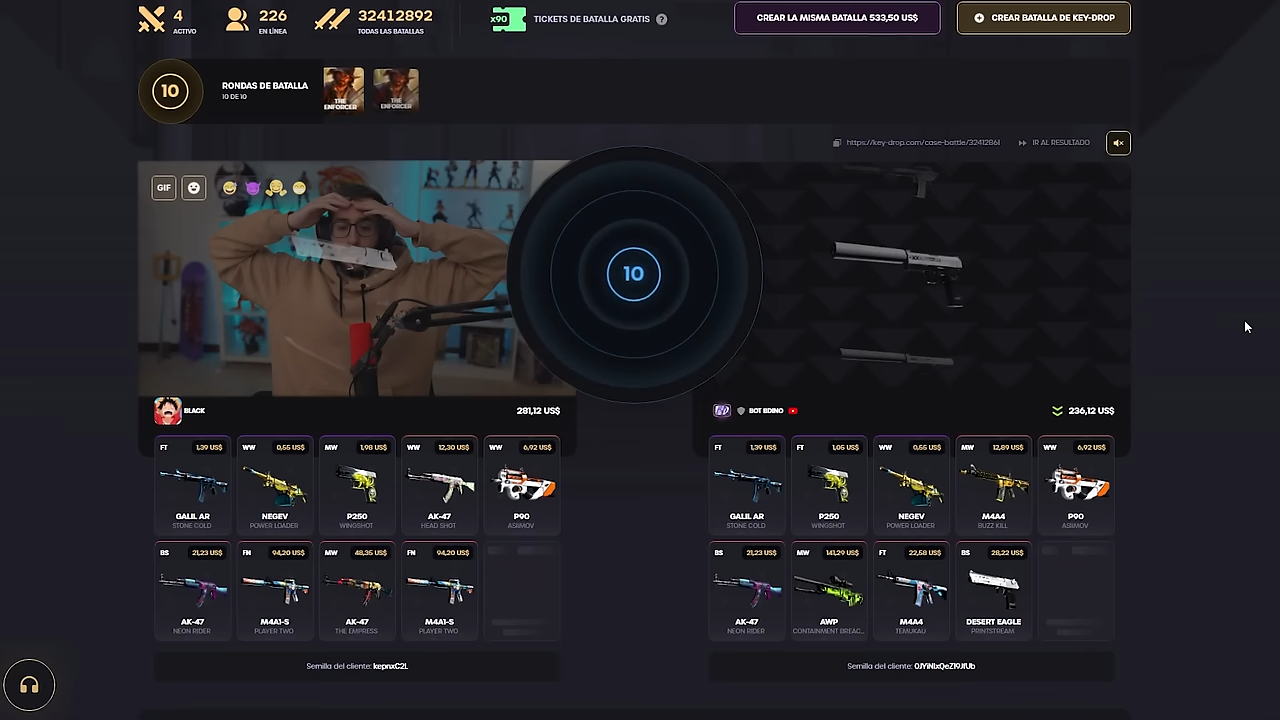 4
ACTIVO
226
EN LÍNEA
32412892
TODAS LAS BATALLAS
x90
TICKETS DE BATALLA GRATIS
?
CREAR LA MISMA BATALLA 533,50 US$
CREAR BATALLA DE KEY-DROP
10
RONDAS DE BATALLA
10 DE 10
THE ENFORCER
THE ENFORCER
https://key-drop.com/case-battle/32412861
IR AL RESULTADO
GIF
10
BLACK
281,12 US$
BOT BDINO
236,12 US$
FT 1,39 US$
WW 0,55 US$
MW 1,98 US$
WW 12,30 US$
WW 6,92 US$
GALIL AR
STONE COLD
NEGEV
POWER LOADER
P250
WINGSHOT
AK-47
HEAD SHOT
P90
ASIIMOV
BS 21,23 US$
FN 94,20 US$
MW 48,35 US$
FN 94,20 US$
AK-47
NEON RIDER
M4A1-S
PLAYER TWO
AK-47
THE EMPRESS
M4A1-S
PLAYER TWO
Semilla del cliente: kepnxC2L
FT 1,39 US$
FT 1,05 US$
WW 0,55 US$
MW 12,89 US$
WW 6,92 US$
GALIL AR
STONE COLD
P250
WINGSHOT
NEGEV
POWER LOADER
M4A4
BUZZ KILL
P90
ASIIMOV
BS 21,23 US$
MW 141,29 US$
FT 22,58 US$
BS 28,22 US$
AK-47
NEON RIDER
AWP
CONTAINMENT BREAC...
M4A4
TEMUKAU
DESERT EAGLE
PRINTSTREAM
Semilla del cliente: